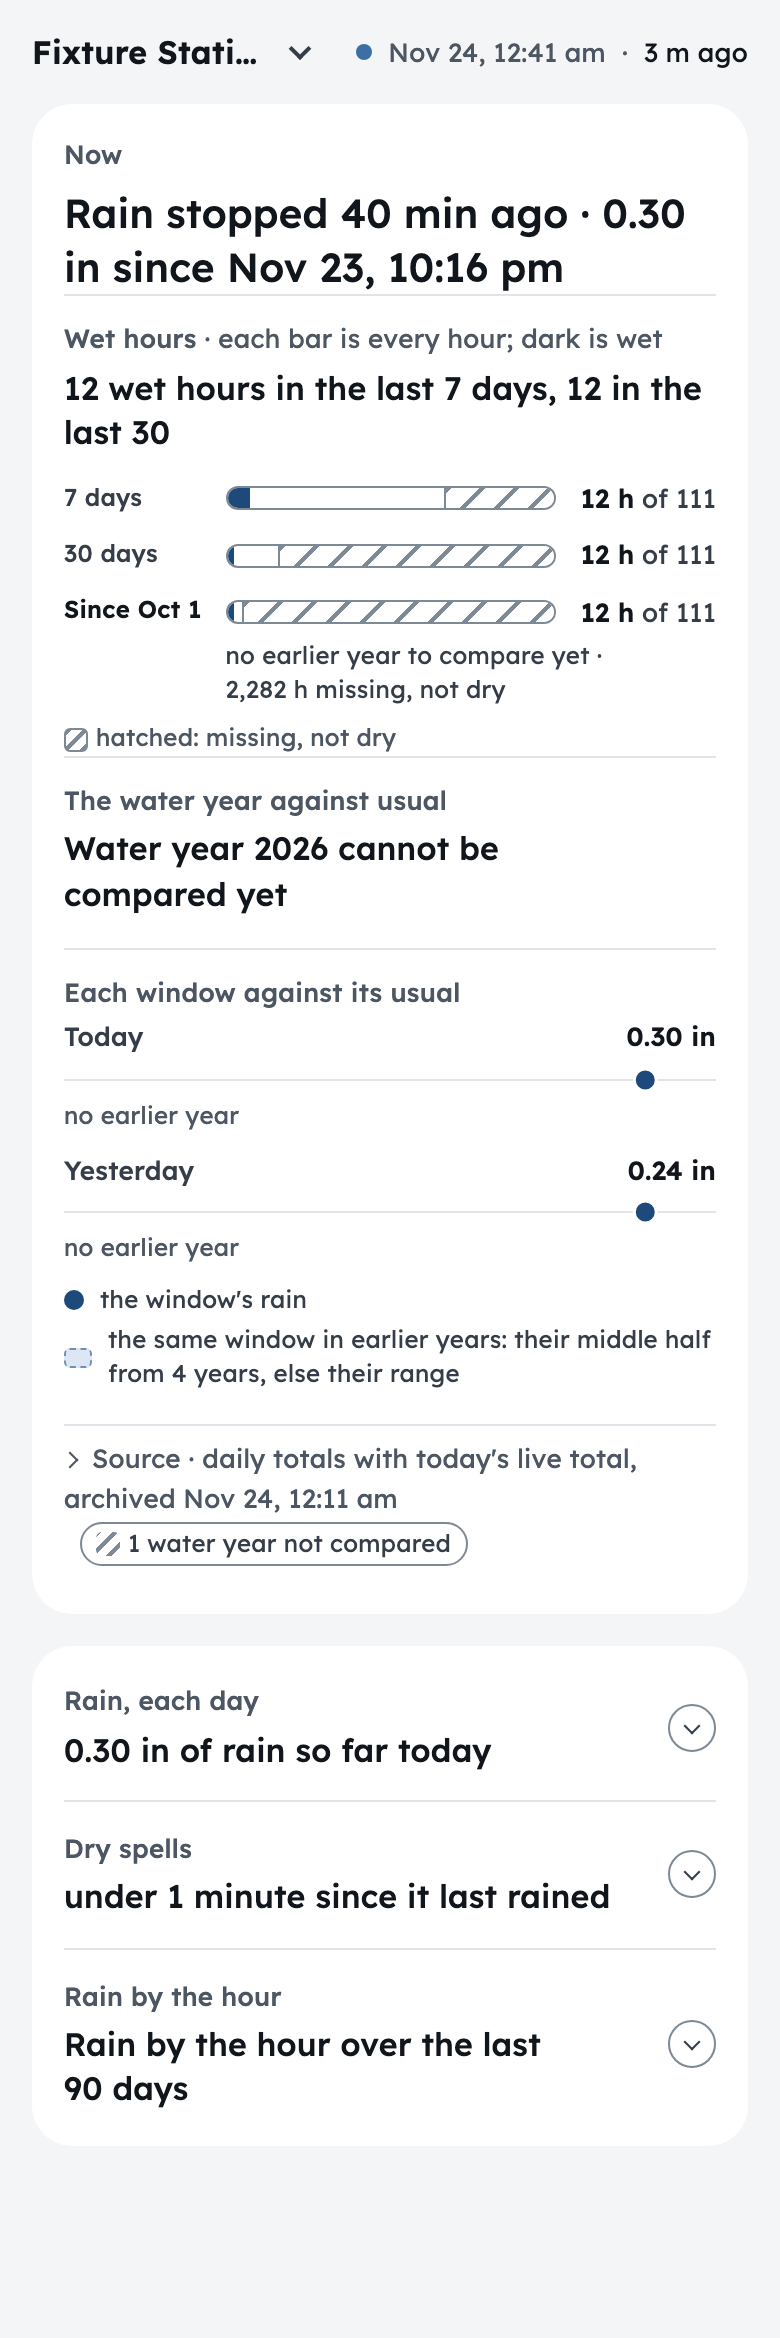 Fixture Stati... Nov 24, 12:41 am · 3 m ago
Now
Rain stopped 40 min ago · 0.30
in since Nov 23, 10:16 pm
Wet hours · each bar is every hour; dark is wet
12 wet hours in the last 7 days, 12 in the
last 30
7 days 12 h of 111
30 days 12 h of 111
Since Oct 1 12 h of 111
no earlier year to compare yet ·
2,282 h missing, not dry
hatched: missing, not dry
The water year against usual
Water year 2026 cannot be
compared yet
Each window against its usual
Today 0.30 in
no earlier year
Yesterday 0.24 in
no earlier year
the window's rain
the same window in earlier years: their middle half
from 4 years, else their range
Source · daily totals with today's live total,
archived Nov 24, 12:11 am
1 water year not compared
Rain, each day
0.30 in of rain so far today
Dry spells
under 1 minute since it last rained
Rain by the hour
Rain by the hour over the last
90 days